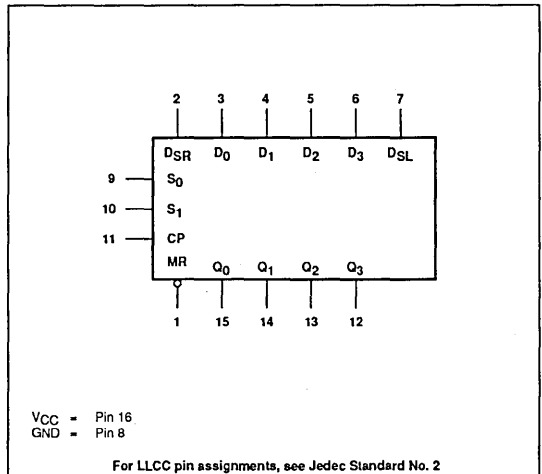 2 3 4 5 6 7
DSR D0 D1 D2 D3 DSL
9 S0
10 S1
11 CP
MR Q0 Q1 Q2 Q3
1 15 14 13 12
VCC = Pin 16
GND = Pin 8
For LLCC pin assignments, see Jedec Standard No. 2